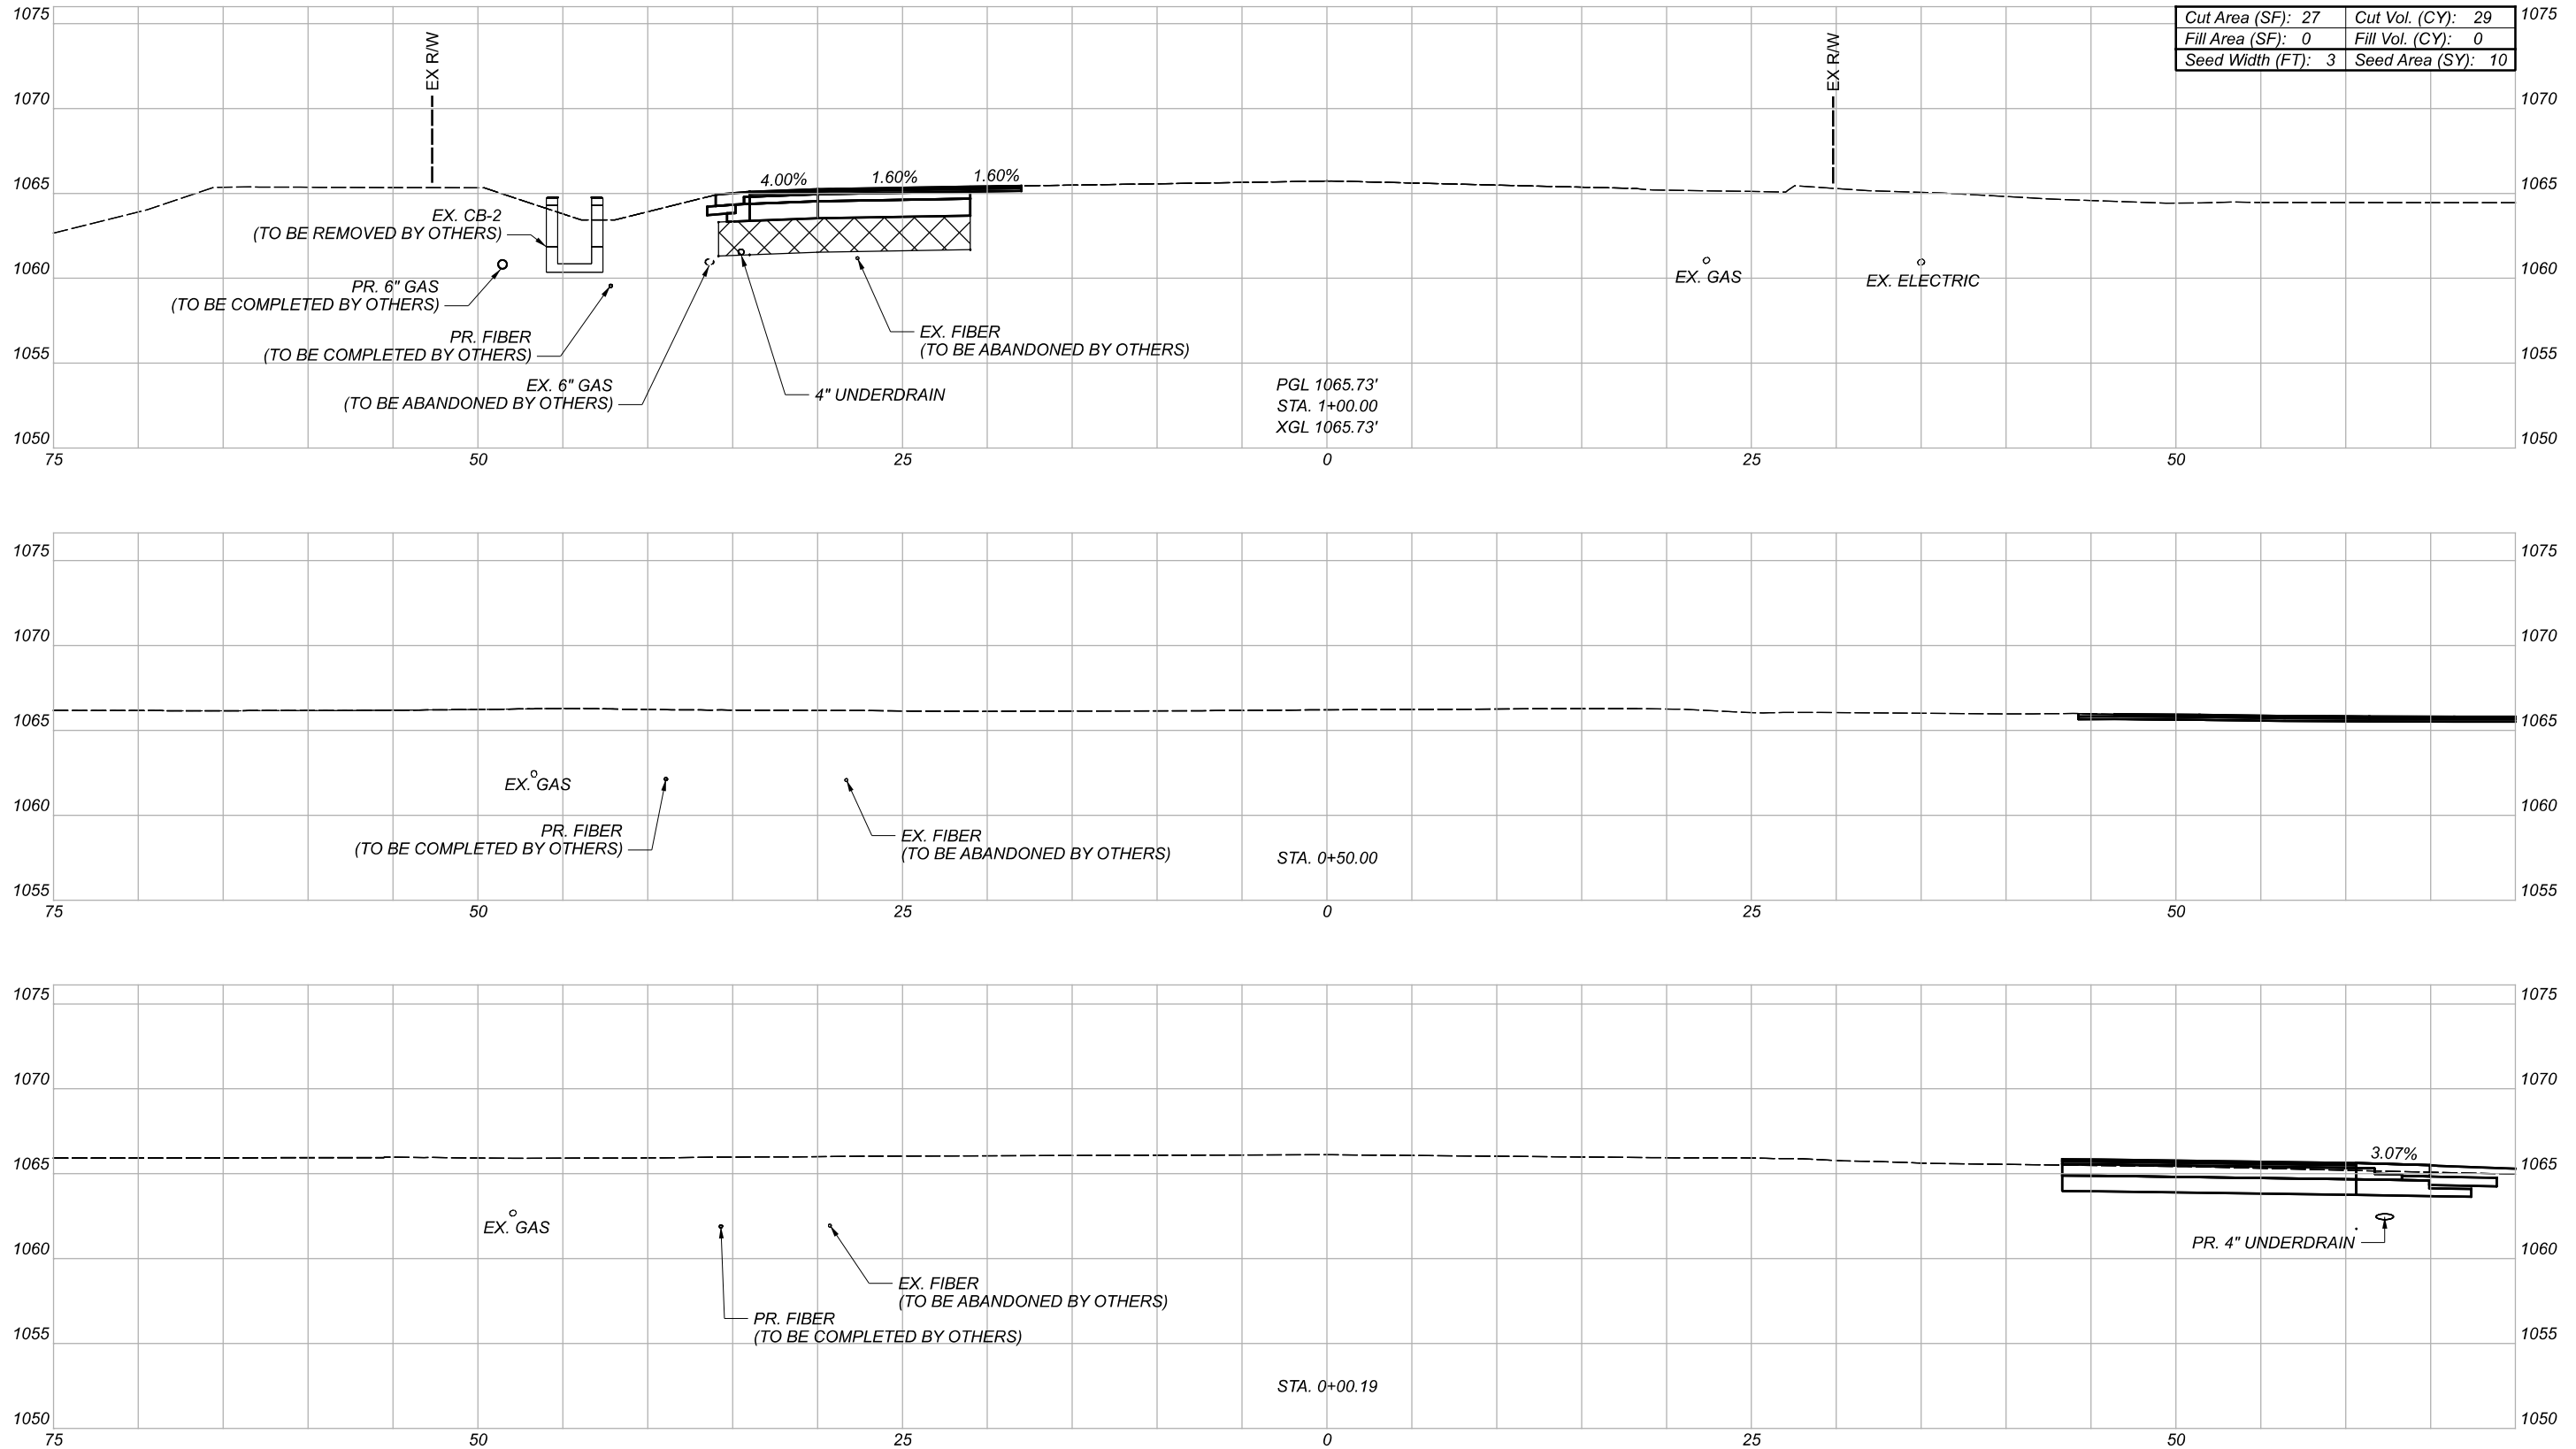 1075
1075
Cut Area (SF): 27 Cut Vol. (CY): 29
Fill Area (SF): 0 Fill Vol. (CY): 0
Seed Width (FT): 3 Seed Area (SY): 10
EX R/W
EX R/W
1070
1070
1065
4.00%
1.60%
1.60%
1065
EX. CB-2
(TO BE REMOVED BY OTHERS)
1060
1060
EX. GAS
EX. ELECTRIC
PR. 6" GAS
(TO BE COMPLETED BY OTHERS)
PR. FIBER
(TO BE COMPLETED BY OTHERS)
EX. FIBER
(TO BE ABANDONED BY OTHERS)
1055
1055
EX. 6" GAS
(TO BE ABANDONED BY OTHERS)
4" UNDERDRAIN
PGL 1065.73'
STA. 1+00.00
XGL 1065.73'
1050
1050
75 50 25 0 25 50
1075
1075
1070
1070
1065
1065
EX. GAS
1060
1060
PR. FIBER
(TO BE COMPLETED BY OTHERS)
EX. FIBER
(TO BE ABANDONED BY OTHERS)
STA. 0+50.00
1055
1055
75 50 25 0 25 50
1075
1075
1070
1070
1065
3.07%
1065
EX. GAS
1060
PR. 4" UNDERDRAIN
1060
EX. FIBER
(TO BE ABANDONED BY OTHERS)
PR. FIBER
(TO BE COMPLETED BY OTHERS)
1055
1055
STA. 0+00.19
1050
1050
75 50 25 0 25 50